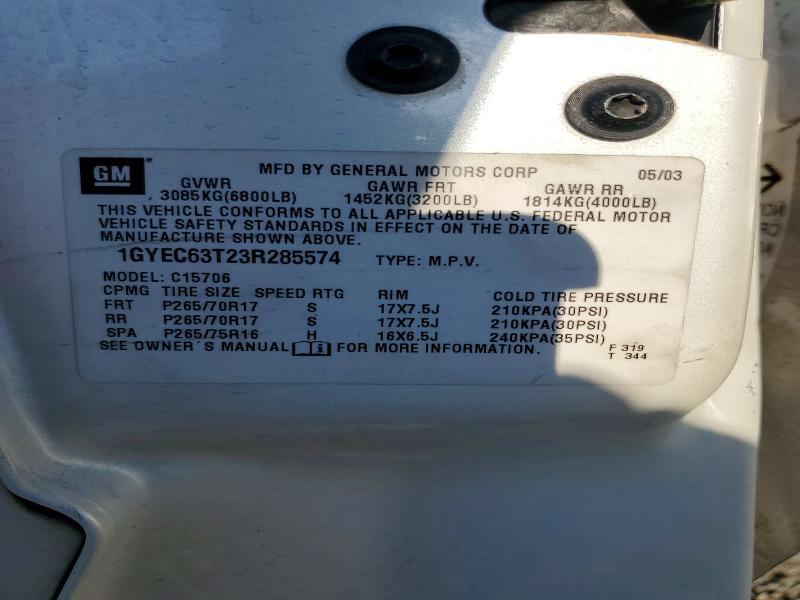 GM MFD BY GENERAL MOTORS CORP 05/03
GVWR GAWR FRT GAWR RR
3085KG(6800LB) 1452KG(3200LB) 1814KG(4000LB)
THIS VEHICLE CONFORMS TO ALL APPLICABLE U.S. FEDERAL MOTOR
VEHICLE SAFETY STANDARDS IN EFFECT ON THE DATE OF
MANUFACTURE SHOWN ABOVE.
1GYEC63T23R285574 TYPE: M.P.V.
MODEL: C15706
CPMG TIRE SIZE SPEED RTG RIM COLD TIRE PRESSURE
FRT P265/70R17 S 17X7.5J 210KPA(30PSI)
RR P265/70R17 S 17X7.5J 210KPA(30PSI)
SPA P265/75R16 H 16X6.5J 240KPA(35PSI)
SEE OWNER'S MANUAL FOR MORE INFORMATION.
F 319
T 344